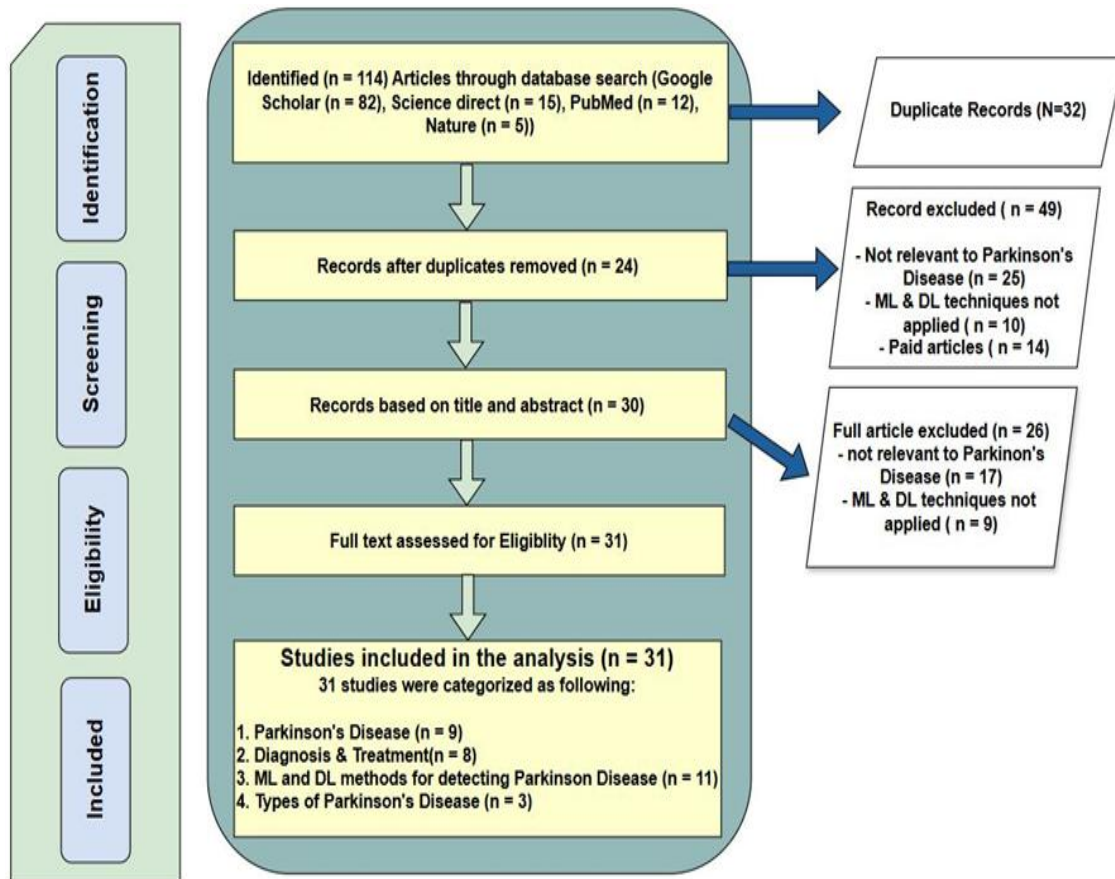 Identification
Screening
Eligibility
Included
Identified (n = 114) Articles through database search (Google
Scholar (n = 82), Science direct (n = 15), PubMed (n = 12),
Nature (n = 5))
Duplicate Records (N=32)
Records after duplicates removed (n = 24)
Record excluded ( n = 49)
- Not relevant to Parkinson's
Disease (n = 25)
- ML & DL techniques not
applied ( n = 10)
- Paid articles ( n = 14)
Records based on title and abstract (n = 30)
Full article excluded (n = 26)
- not relevant to Parkinon's
Disease (n = 17)
- ML & DL techniques not
applied ( n = 9)
Full text assessed for Eligiblity (n = 31)
Studies included in the analysis (n = 31)
31 studies were categorized as following:
1. Parkinson's Disease (n = 9)
2. Diagnosis & Treatment(n = 8)
3. ML and DL methods for detecting Parkinson Disease (n = 11)
4. Types of Parkinson's Disease (n = 3)